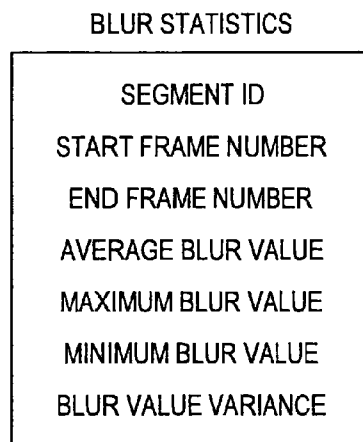 BLUR STATISTICS
SEGMENT ID
START FRAME NUMBER
END FRAME NUMBER
AVERAGE BLUR VALUE
MAXIMUM BLUR VALUE
MINIMUM BLUR VALUE
BLUR VALUE VARIANCE